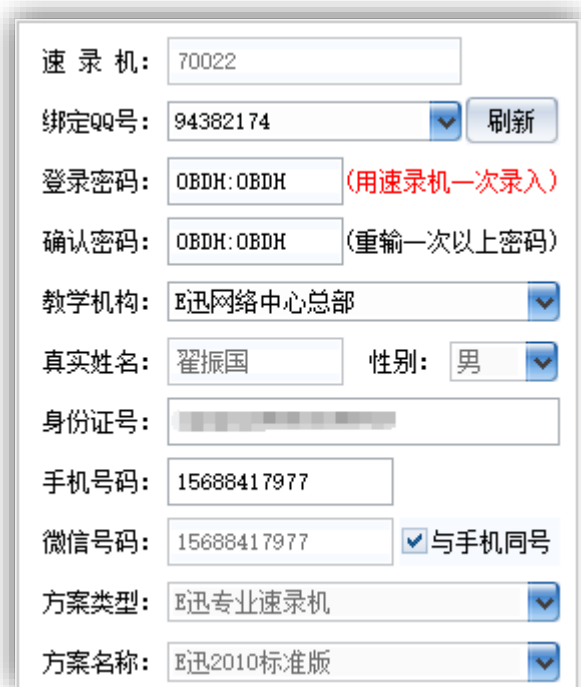 速 录 机: 70022
绑定QQ号: 94382174 刷新
登录密码: OBDH:OBDH (用速录机一次录入)
确认密码: OBDH:OBDH (重输一次以上密码)
教学机构: E迅网络中心总部
真实姓名: 翟振国 性别: 男
身份证号:
手机号码: 15688417977
微信号码: 15688417977 与手机同号
方案类型: E迅专业速录机
方案名称: E迅2010标准版